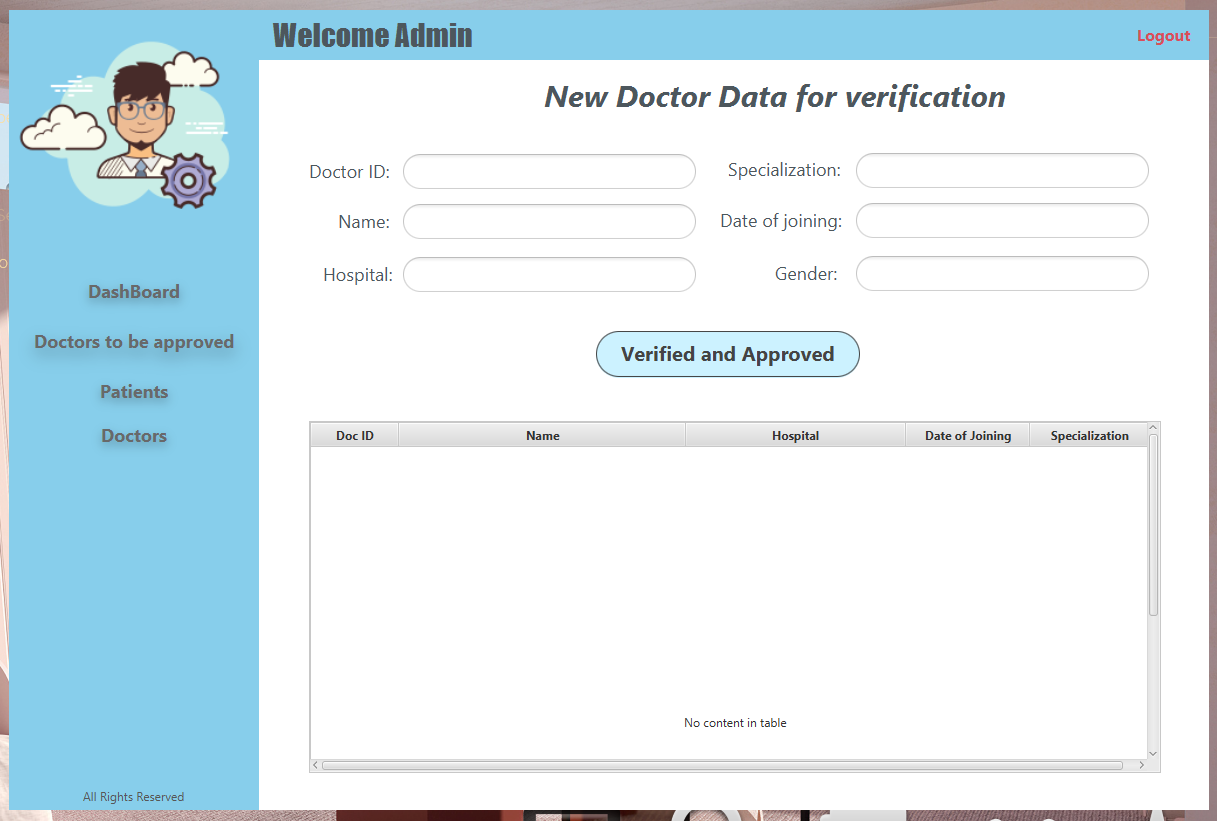 Welcome Admin
Logout
New Doctor Data for verification
Doctor ID:
Specialization:
Name:
Date of joining:
Hospital:
Gender:
DashBoard
Doctors to be approved
Patients
Doctors
Verified and Approved
Doc ID Name Hospital Date of Joining Specialization
No content in table
All Rights Reserved